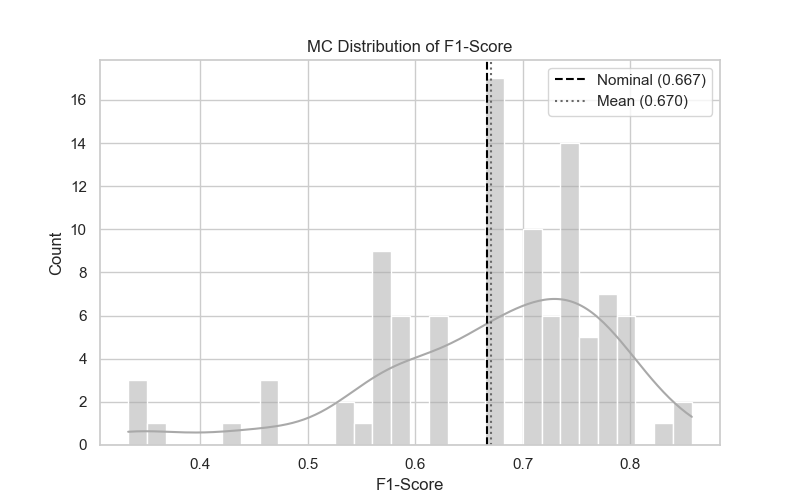 MC Distribution of F1-Score
Nominal (0.667)
Mean (0.670)
16
14
12
10
8
6
4
2
0
Count
0.4 0.5 0.6 0.7 0.8
F1-Score